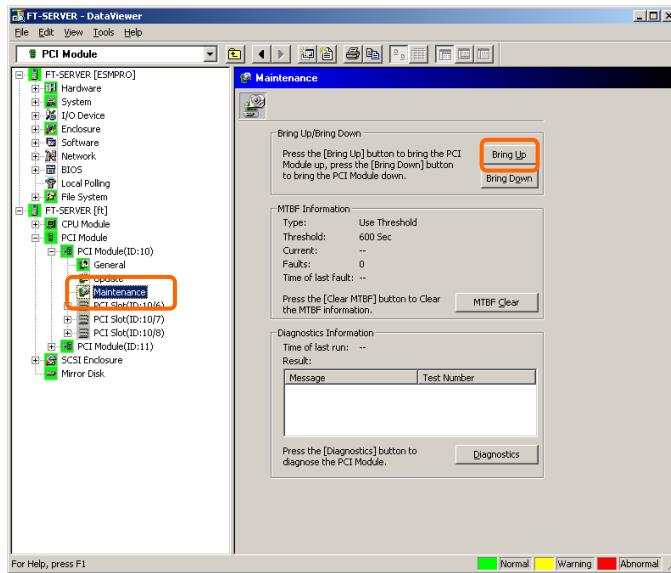 FT-SERVER - DataViewer
File Edit View Tools Help
PCI Module
FT-SERVER [ESMPRO]
Hardware
System
I/O Device
Enclosure
Software
Network
BIOS
Local Polling
File System
FT-SERVER [ft]
CPU Module
PCI Module
PCI Module(ID:10)
General
Update
Maintenance
PCI Slot(ID:10/6)
PCI Slot(ID:10/7)
PCI Slot(ID:10/8)
PCI Module(ID:11)
SCSI Enclosure
Mirror Disk
Maintenance
Bring Up/Bring Down
Press the [Bring Up] button to bring the PCI
Module up, press the [Bring Down] button
to bring the PCI Module down.
Bring Up
Bring Down
MTBF Information
Type: Use Threshold
Threshold: 600 Sec
Current: --
Faults: 0
Time of last fault: --
Press the [Clear MTBF] button to Clear
the MTBF information.
MTBF Clear
Diagnostics Information
Time of last run: --
Result:
Message Test Number
Press the [Diagnostics] button to
diagnose the PCI Module.
Diagnostics
For Help, press F1
Normal Warning Abnormal